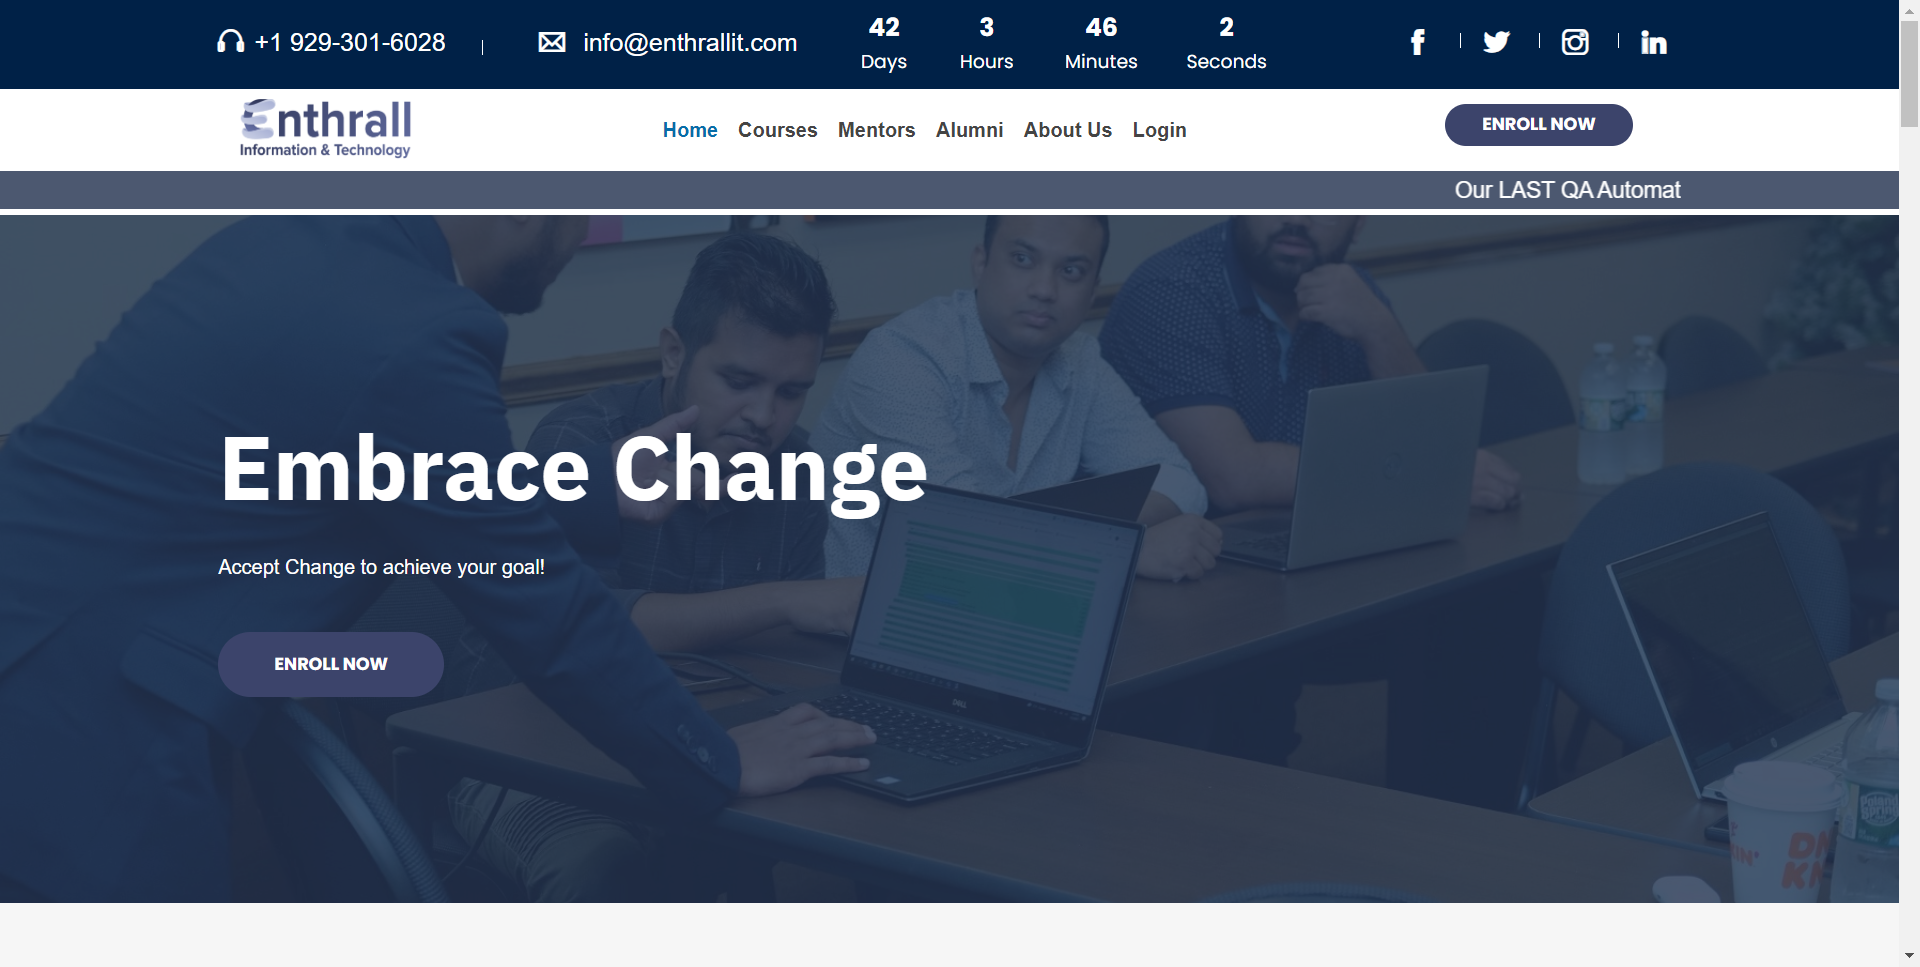 +1 929-301-6028
info@enthrallit.com
42 3 46 2
Days Hours Minutes Seconds
Enthrall
Information & Technology
Home Courses Mentors Alumni About Us Login
ENROLL NOW
Our LAST QA Automat
Embrace Change
Accept Change to achieve your goal!
ENROLL NOW
DELL